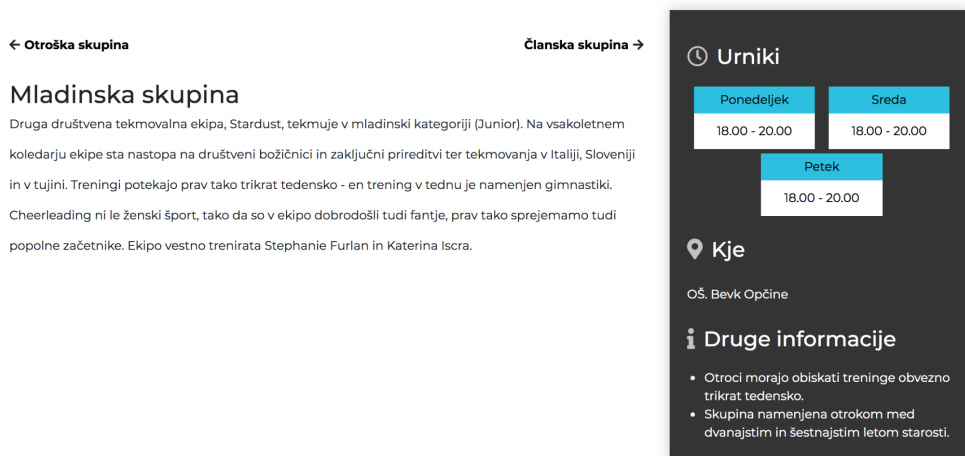 ← Otroška skupina
Članska skupina →
Mladinska skupina
Druga društvena tekmovalna ekipa, Stardust, tekmuje v mladinski kategoriji (Junior). Na vsakoletnem
koledarju ekipe sta nastopa na društveni božičnici in zaključni prireditvi ter tekmovanja v Italiji, Sloveniji
in v tujini. Treningi potekajo prav tako trikrat tedensko - en trening v tednu je namenjen gimnastiki.
Cheerleading ni le ženski šport, tako da so v ekipo dobrodošli tudi fantje, prav tako sprejemamo tudi
popolne začetnike. Ekipo vestno trenirata Stephanie Furlan in Katerina Iscra.
Urniki
Ponedeljek
18.00 - 20.00
Sreda
18.00 - 20.00
Petek
18.00 - 20.00
Kje
OŠ. Bevk Opčine
Druge informacije
• Otroci morajo obiskati treninge obvezno
trikrat tedensko.
• Skupina namenjena otrokom med
dvanajstim in šestnajstim letom starosti.